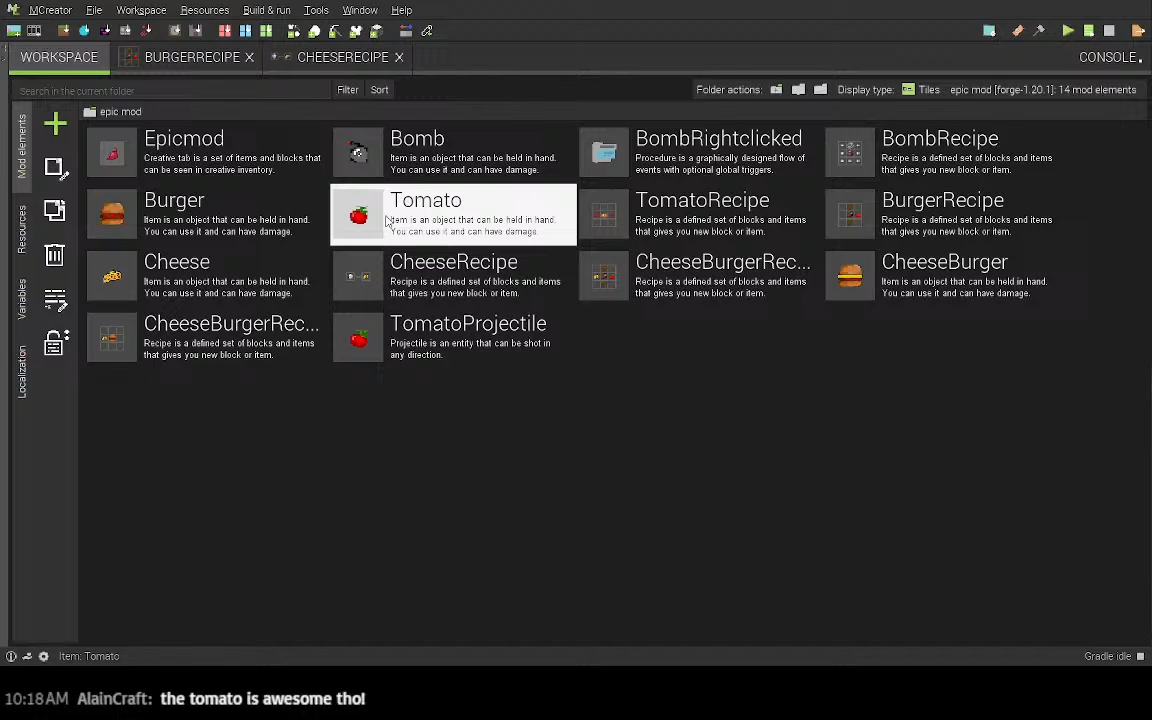 MCreator File Workspace Resources Build & run Tools Window Help
WORKSPACE BURGERRECIPE CHEESERECIPE CONSOLE
Search in the current folder Filter Sort Folder actions: Display type: Tiles epic mod [forge-1.20.1]: 14 mod elements
epic mod
Mod elements
Resources
Variables
Localization
Epicmod
Creative tab is a set of items and blocks that
can be seen in creative inventory.
Bomb
Item is an object that can be held in hand.
You can use it and can have damage.
BombRightclicked
Procedure is a graphically designed flow of
events with optional global triggers.
BombRecipe
Recipe is a defined set of blocks and items
that gives you new block or item.
Burger
Item is an object that can be held in hand.
You can use it and can have damage.
Tomato
Item is an object that can be held in hand.
You can use it and can have damage.
TomatoRecipe
Recipe is a defined set of blocks and items
that gives you new block or item.
BurgerRecipe
Recipe is a defined set of blocks and items
that gives you new block or item.
Cheese
Item is an object that can be held in hand.
You can use it and can have damage.
CheeseRecipe
Recipe is a defined set of blocks and items
that gives you new block or item.
CheeseBurgerRec...
Recipe is a defined set of blocks and items
that gives you new block or item.
CheeseBurger
Item is an object that can be held in hand.
You can use it and can have damage.
CheeseBurgerRec...
Recipe is a defined set of blocks and items
that gives you new block or item.
TomatoProjectile
Projectile is an entity that can be shot in
any direction.
Item: Tomato Gradle idle
10:18AM AlainCraft: the tomato is awesome tho!